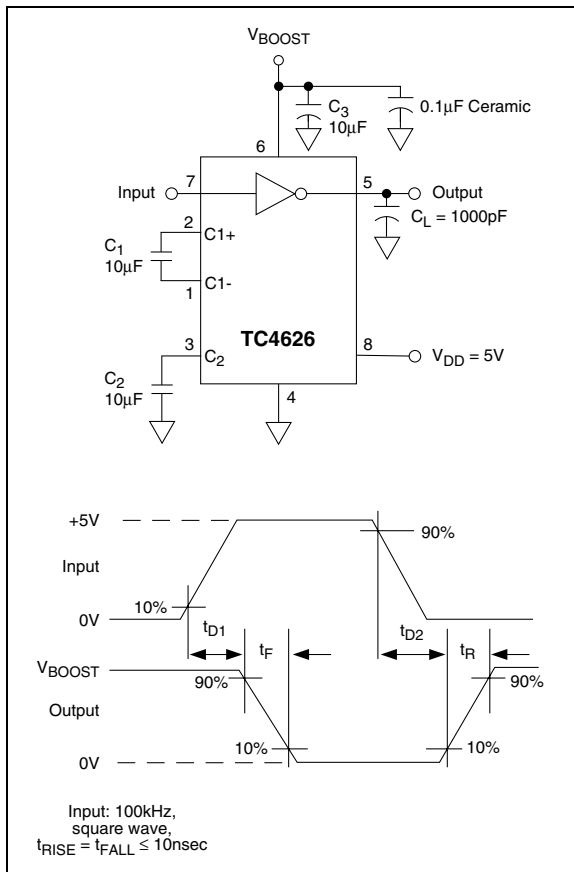 VBOOST
C3
10µF
0.1µF Ceramic
6
7
5
Input
Output
CL = 1000pF
2
C1+
C1
10µF
C1-
1
TC4626
3
C2
8
VDD = 5V
C2
10µF
4
+5V
90%
Input
10%
0V
tD1
tF
tD2
tR
VBOOST
90%
90%
Output
10%
10%
0V
Input: 100kHz,
square wave,
tRISE = tFALL ≤ 10nsec